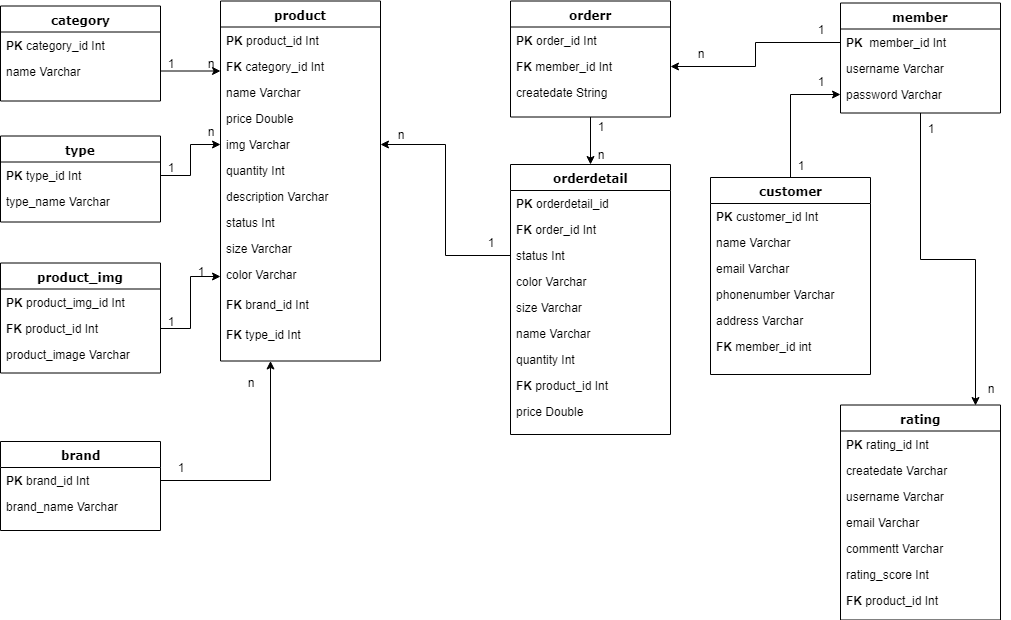 category
PK category_id Int
name Varchar
1
n
type
PK type_id Int
type_name Varchar
1
n
product_img
PK product_img_id Int
FK product_id Int
product_image Varchar
1
1
brand
PK brand_id Int
brand_name Varchar
1
n
product
PK product_id Int
FK category_id Int
name Varchar
price Double
img Varchar
quantity Int
description Varchar
status Int
size Varchar
color Varchar
FK brand_id Int
FK type_id Int
n
1
orderr
PK order_id Int
FK member_id Int
createdate String
n
1
1
n
orderdetail
PK orderdetail_id
FK order_id Int
status Int
color Varchar
size Varchar
name Varchar
quantity Int
FK product_id Int
price Double
member
PK member_id Int
username Varchar
password Varchar
1
1
1
customer
PK customer_id Int
name Varchar
email Varchar
phonenumber Varchar
address Varchar
FK member_id int
n
rating
PK rating_id Int
createdate Varchar
username Varchar
email Varchar
commentt Varchar
rating_score Int
FK product_id Int